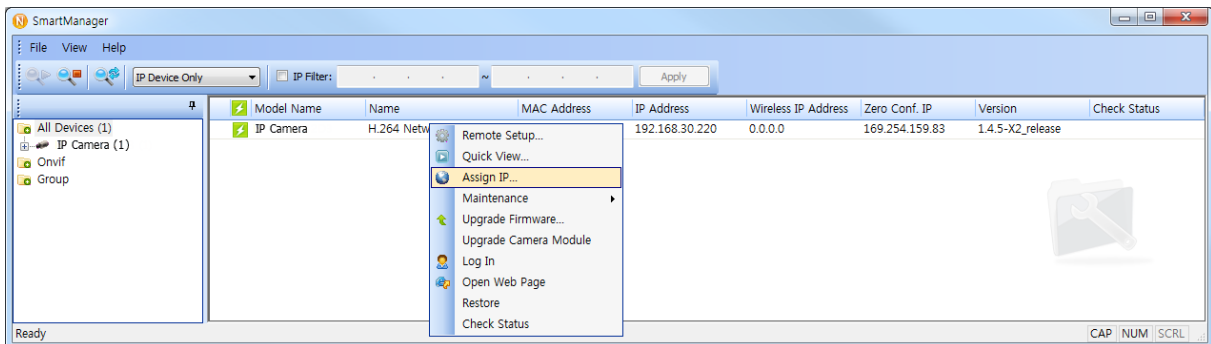 SmartManager
File View Help
IP Device Only IP Filter: . . . ~ . . . Apply
Model Name Name MAC Address IP Address Wireless IP Address Zero Conf. IP Version Check Status
All Devices (1)
IP Camera (1)
Onvif
Group
IP Camera H.264 Netw 192.168.30.220 0.0.0.0 169.254.159.83 1.4.5-X2_release
Remote Setup...
Quick View...
Assign IP...
Maintenance
Upgrade Firmware...
Upgrade Camera Module
Log In
Open Web Page
Restore
Check Status
Ready CAP NUM SCRL